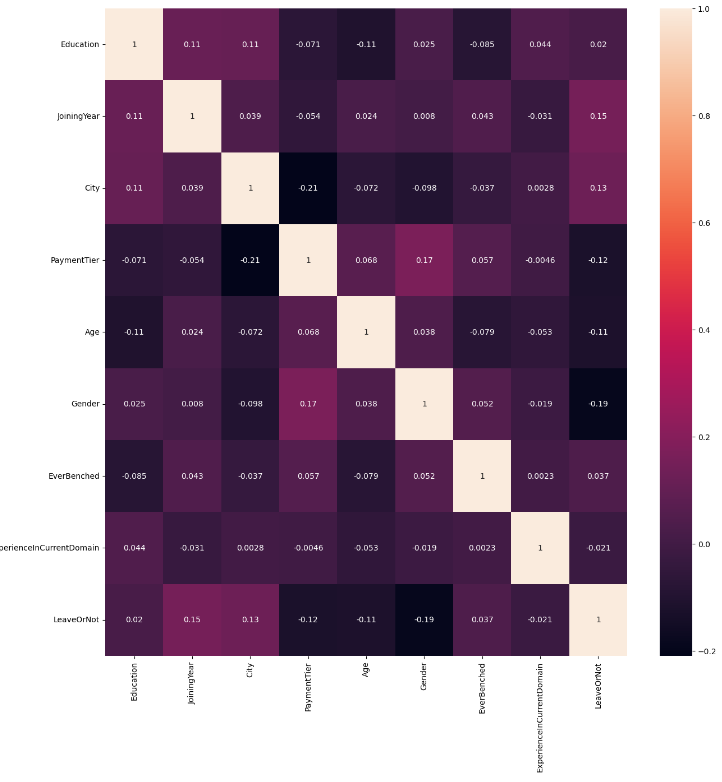 Education 1 0.11 0.11 -0.071 -0.11 0.025 -0.085 0.044 0.02
JoiningYear 0.11 1 0.039 -0.054 0.024 0.008 0.043 -0.031 0.15
City 0.11 0.039 1 -0.21 -0.072 -0.098 -0.037 0.0028 0.13
PaymentTier -0.071 -0.054 -0.21 1 0.068 0.17 0.057 -0.0046 -0.12
Age -0.11 0.024 -0.072 0.068 1 0.038 -0.079 -0.053 -0.11
Gender 0.025 0.008 -0.098 0.17 0.038 1 0.052 -0.019 -0.19
EverBenched -0.085 0.043 -0.037 0.057 -0.079 0.052 1 0.0023 0.037
perienceInCurrentDomain 0.044 -0.031 0.0028 -0.0046 -0.053 -0.019 0.0023 1 -0.021
LeaveOrNot 0.02 0.15 0.13 -0.12 -0.11 -0.19 0.037 -0.021 1
Education JoiningYear City PaymentTier Age Gender EverBenched ExperienceInCurrentDomain LeaveOrNot
1.0
0.8
0.6
0.4
0.2
0.0
−0.2